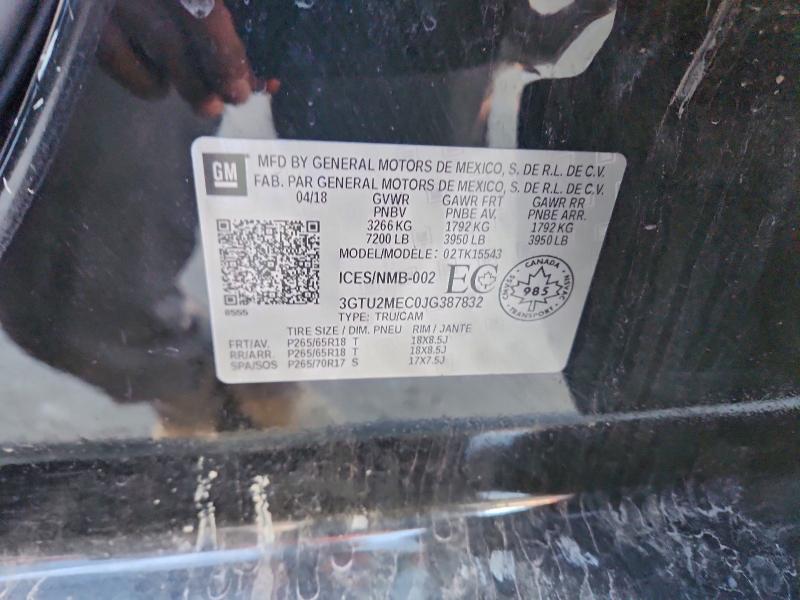 GM MFD BY GENERAL MOTORS DE MEXICO, S. DE R.L. DE C.V.
FAB. PAR GENERAL MOTORS DE MEXICO, S. DE R.L. DE C.V.
04/18 GVWR GAWR FRT GAWR RR
PNBV PNBE AV. PNBE ARR.
3266 KG 1792 KG 1792 KG
7200 LB 3950 LB 3950 LB
MODEL/MODÈLE: 02TK15543
ICES/NMB-002 EC
CANADA
985
TRANSPORT
3GTU2MEC0JG387832
TYPE: TRU/CAM
TIRE SIZE / DIM. PNEU RIM / JANTE
FRT/AV. P265/65R18 T 18X8.5J
RR/ARR. P265/65R18 T 18X8.5J
SPA/SOS P265/70R17 S 17X7.5J